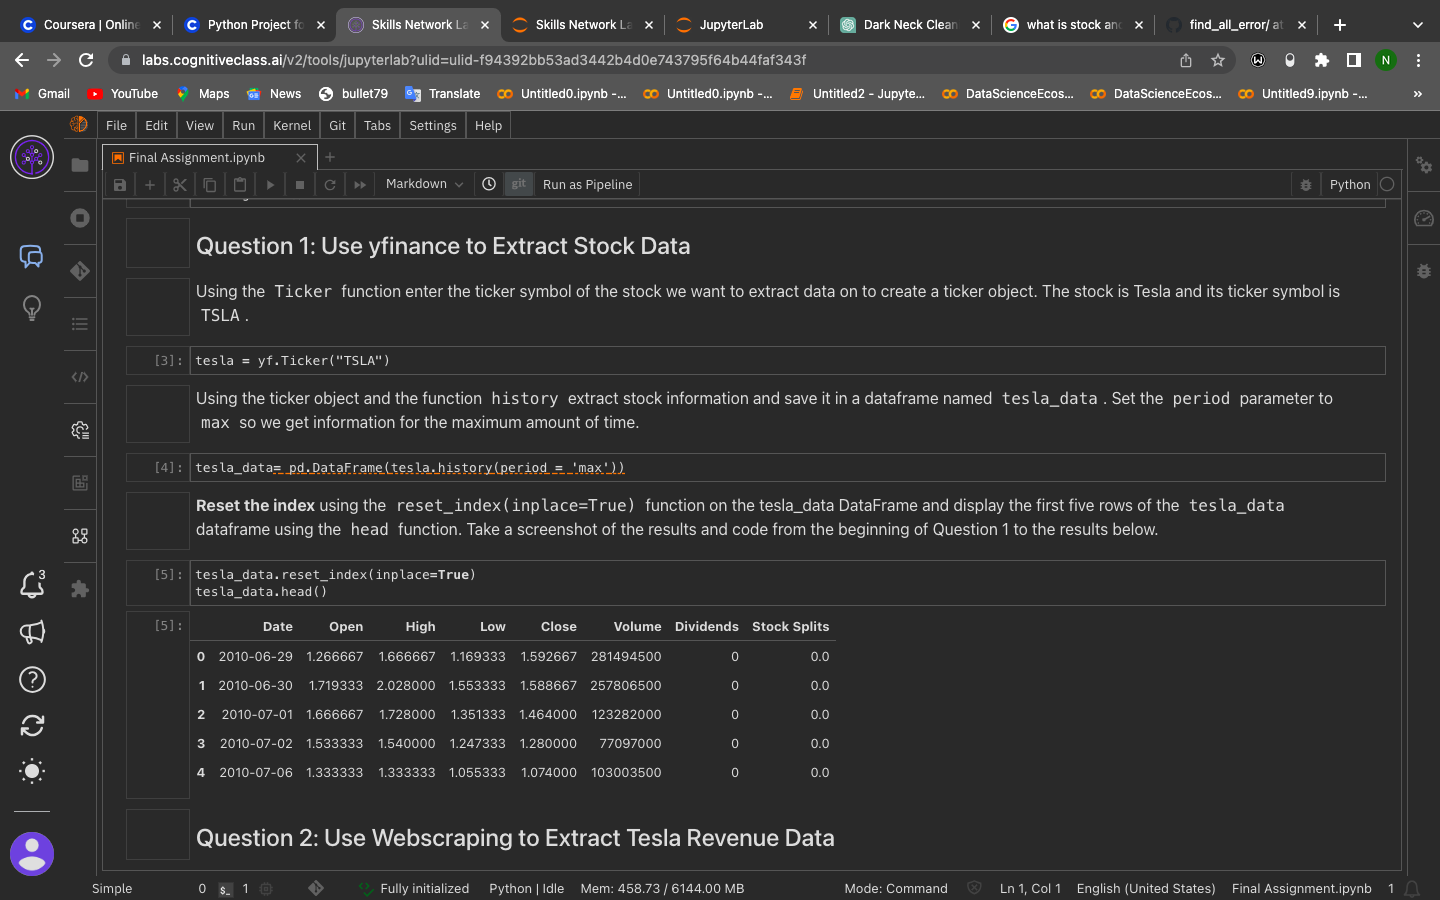 Coursera | Online
Python Project fo
Skills Network La
Skills Network La
JupyterLab
Dark Neck Clean
what is stock and
find_all_error/ at
labs.cognitiveclass.ai/v2/tools/jupyterlab?ulid=ulid-f94392bb53ad3442b4d0e743795f64b44faf343f
N
Gmail
YouTube
Maps
News
bullet79
Translate
Untitled0.ipynb -...
Untitled0.ipynb -...
Untitled2 - Jupyte...
DataScienceEcos...
DataScienceEcos...
Untitled9.ipynb -...
»
File Edit View Run Kernel Git Tabs Settings Help
Final Assignment.ipynb
Markdown
git
Run as Pipeline
Python
Question 1: Use yfinance to Extract Stock Data
Using the Ticker function enter the ticker symbol of the stock we want to extract data on to create a ticker object. The stock is Tesla and its ticker symbol is
TSLA .
[3]: tesla = yf.Ticker("TSLA")
Using the ticker object and the function history extract stock information and save it in a dataframe named tesla_data . Set the period parameter to
max so we get information for the maximum amount of time.
[4]: tesla_data= pd.DataFrame(tesla.history(period = 'max'))
Reset the index using the reset_index(inplace=True) function on the tesla_data DataFrame and display the first five rows of the tesla_data
dataframe using the head function. Take a screenshot of the results and code from the beginning of Question 1 to the results below.
[5]: tesla_data.reset_index(inplace=True)
tesla_data.head()
[5]: Date Open High Low Close Volume Dividends Stock Splits
0 2010-06-29 1.266667 1.666667 1.169333 1.592667 281494500 0 0.0
1 2010-06-30 1.719333 2.028000 1.553333 1.588667 257806500 0 0.0
2 2010-07-01 1.666667 1.728000 1.351333 1.464000 123282000 0 0.0
3 2010-07-02 1.533333 1.540000 1.247333 1.280000 77097000 0 0.0
4 2010-07-06 1.333333 1.333333 1.055333 1.074000 103003500 0 0.0
Question 2: Use Webscraping to Extract Tesla Revenue Data
3
Simple 0 $_ 1 Fully initialized Python | Idle Mem: 458.73 / 6144.00 MB Mode: Command Ln 1, Col 1 English (United States) Final Assignment.ipynb 1